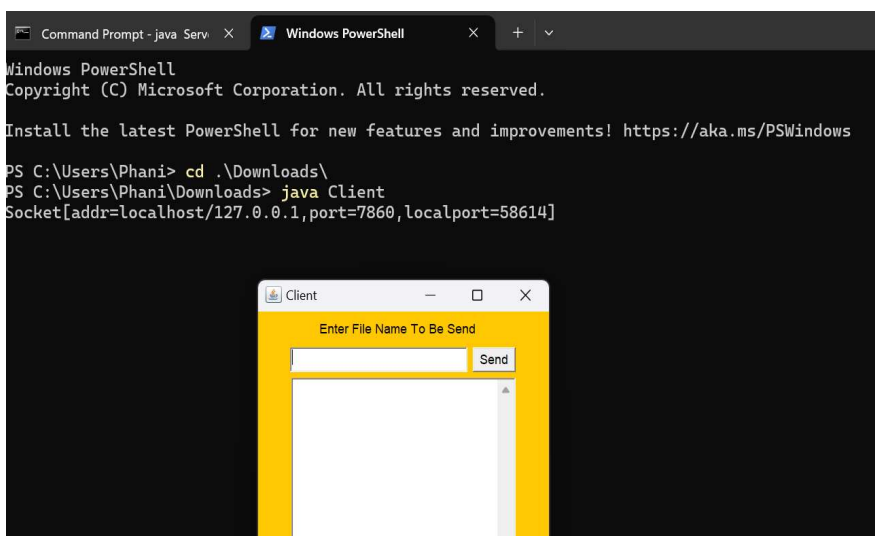 Command Prompt - java Serv
Windows PowerShell
Windows PowerShell
Copyright (C) Microsoft Corporation. All rights reserved.
Install the latest PowerShell for new features and improvements! https://aka.ms/PSWindows
PS C:\Users\Phani> cd .\Downloads\
PS C:\Users\Phani\Downloads> java Client
Socket[addr=localhost/127.0.0.1,port=7860,localport=58614]
Client
Enter File Name To Be Send
Send